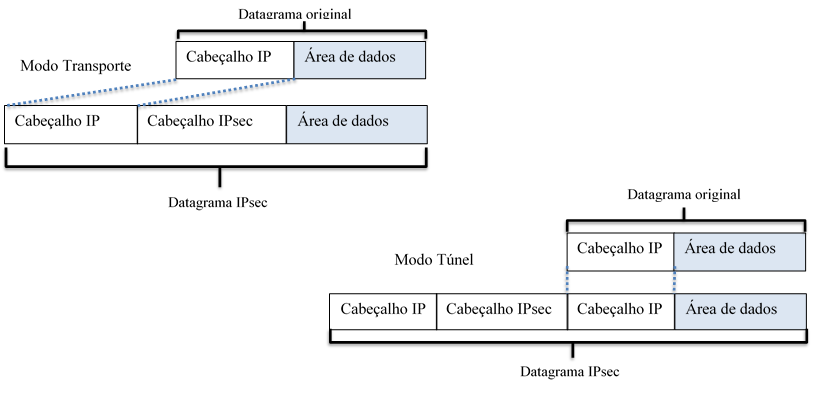 Datagrama original
Modo Transporte
Cabeçalho IP
Área de dados
Cabeçalho IP
Cabeçalho IPsec
Área de dados
Datagrama IPsec
Datagrama original
Modo Túnel
Cabeçalho IP
Área de dados
Cabeçalho IP
Cabeçalho IPsec
Cabeçalho IP
Área de dados
Datagrama IPsec